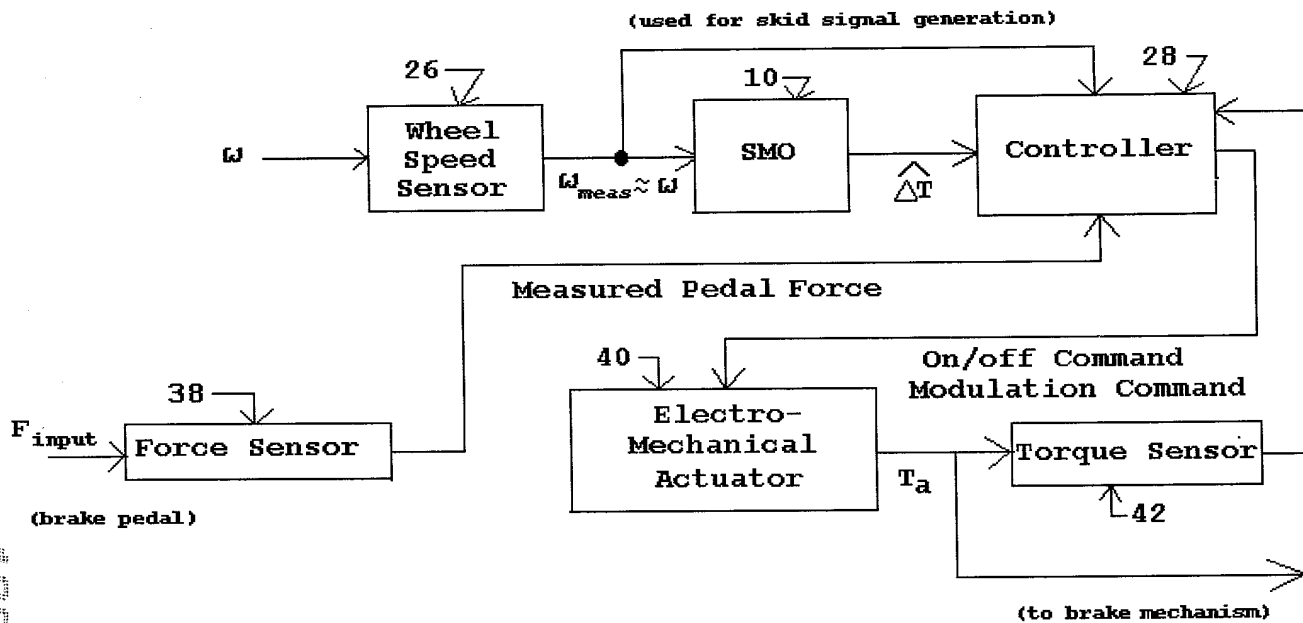 (used for skid signal generation)
26
10
28
Wheel
Speed
Sensor
SMO
Controller
ω
ω_meas ≈ ω
△T̂
Measured Pedal Force
40
On/off Command
Modulation Command
38
Electro-
Mechanical
Actuator
F_input
Force Sensor
Torque Sensor
T_a
(brake pedal)
42
(to brake mechanism)